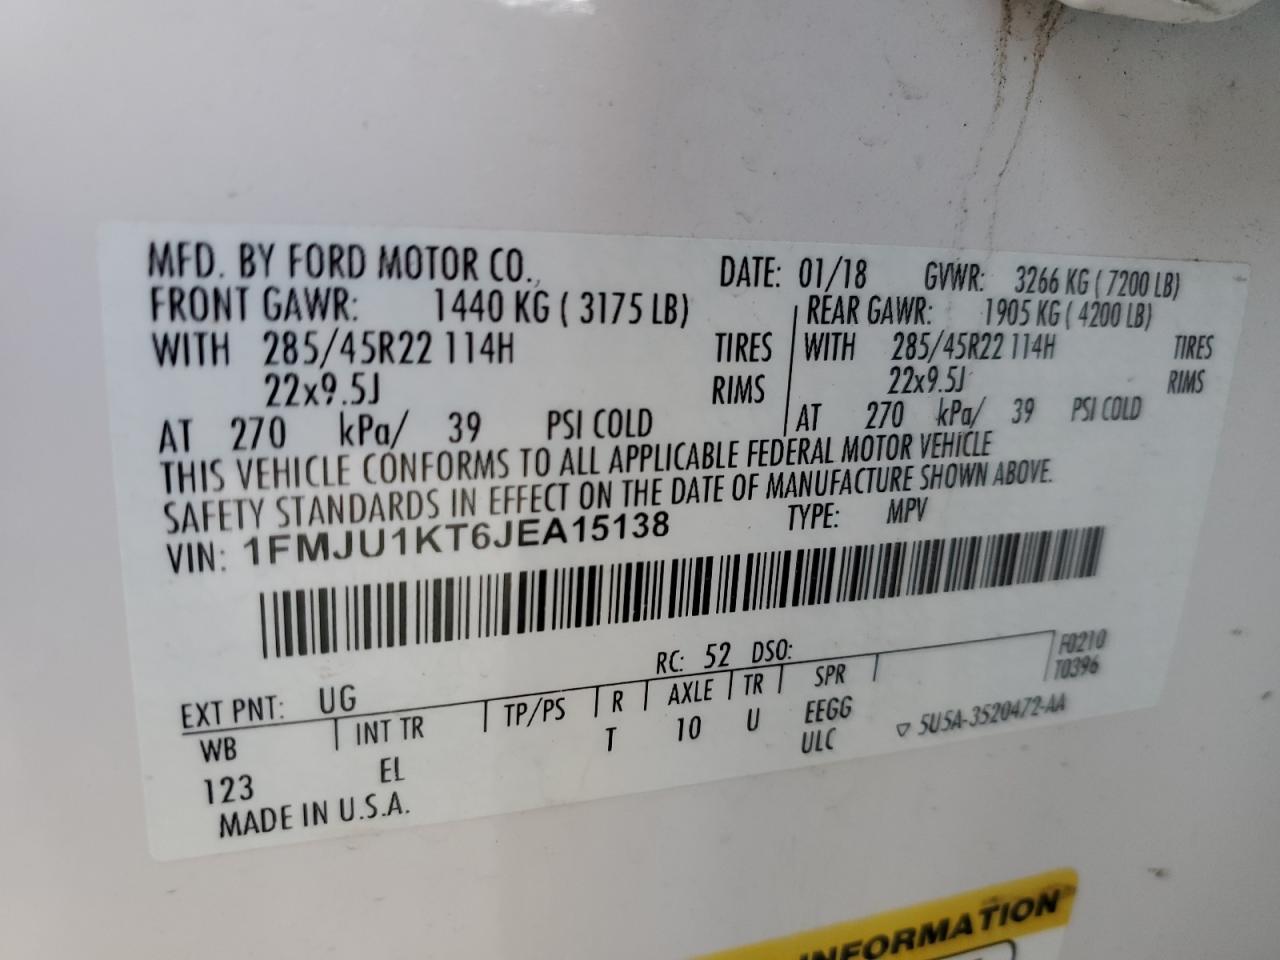 MFD. BY FORD MOTOR CO. DATE: 01/18 GVWR: 3266 KG ( 7200 LB)
FRONT GAWR: 1440 KG ( 3175 LB) REAR GAWR: 1905 KG ( 4200 LB)
WITH 285/45R22 114H TIRES WITH 285/45R22 114H TIRES
22x9.5J RIMS 22x9.5J RIMS
AT 270 kPa/ 39 PSI COLD AT 270 kPa/ 39 PSI COLD
THIS VEHICLE CONFORMS TO ALL APPLICABLE FEDERAL MOTOR VEHICLE
SAFETY STANDARDS IN EFFECT ON THE DATE OF MANUFACTURE SHOWN ABOVE.
VIN: 1FMJU1KT6JEA15138 TYPE: MPV
F0210
RC: 52 DSO: T0396
EXT PNT: UG
WB INT TR TP/PS R AXLE TR SPR
123 EL T 10 U EEGG
ULC 5U5A-3520472-AA
MADE IN U.S.A.
INFORMATION